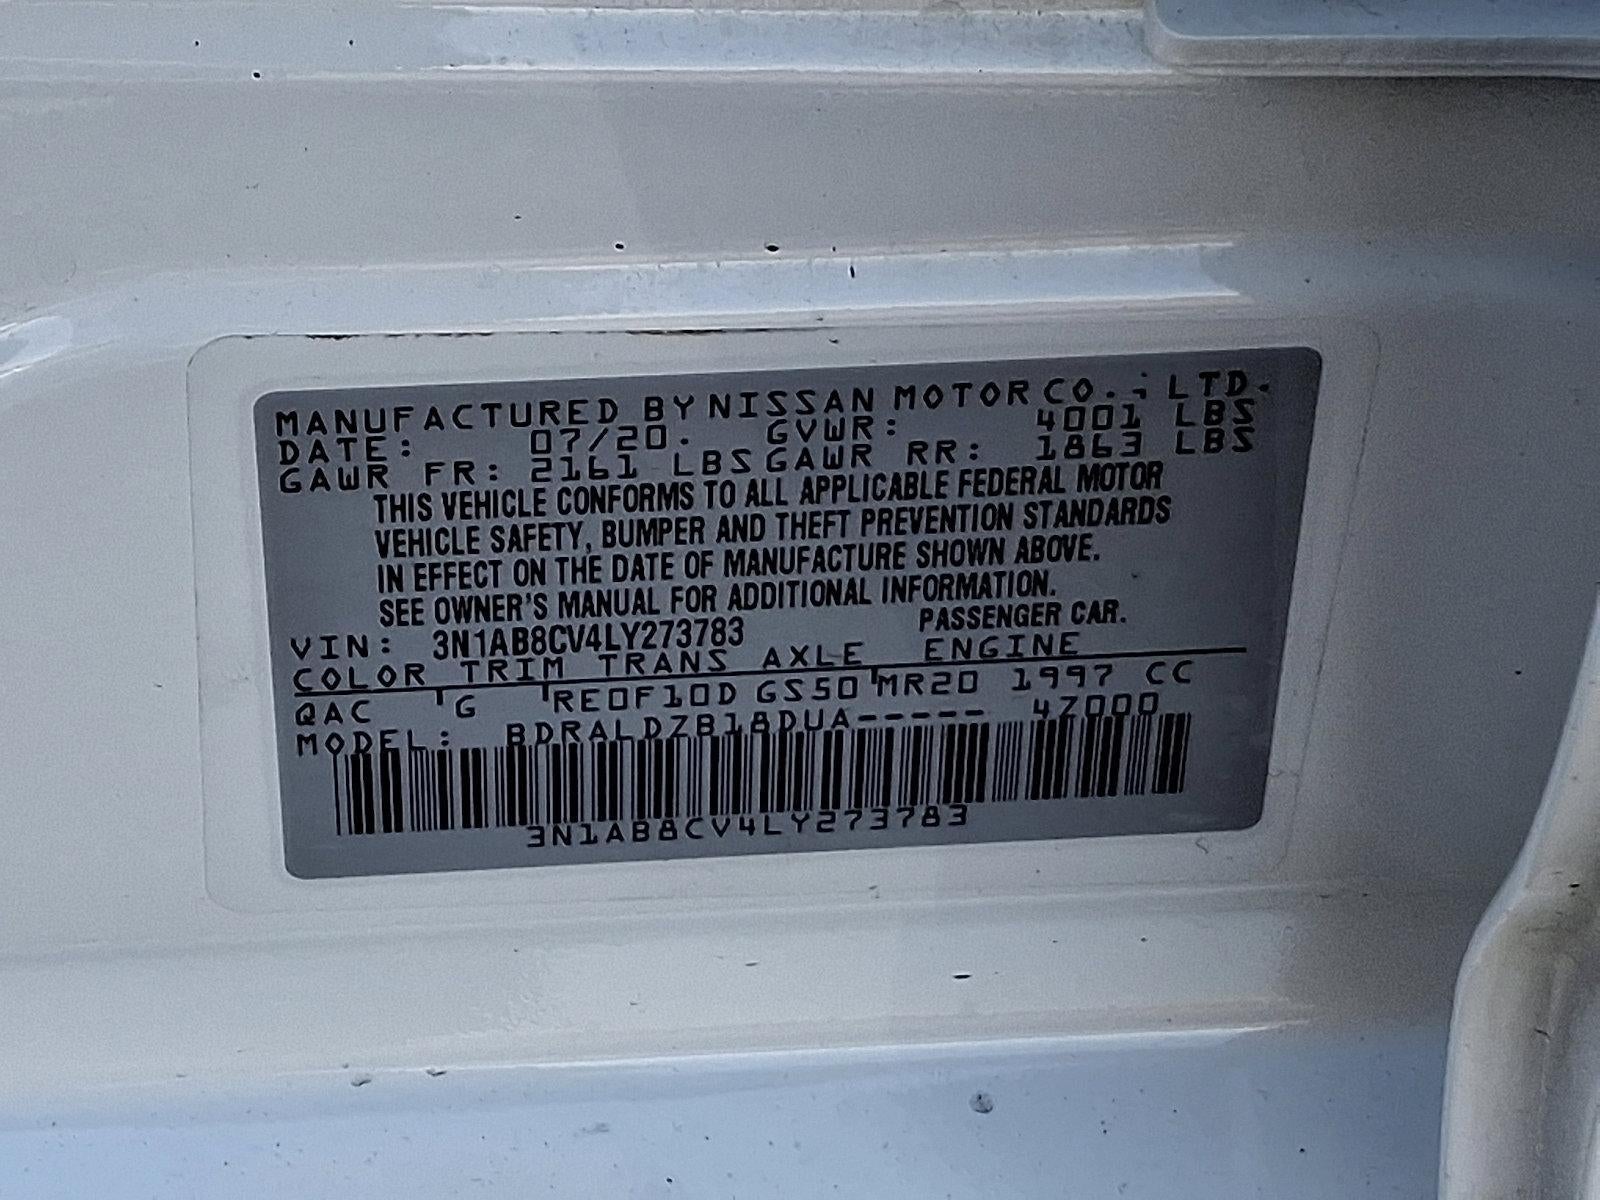 MANUFACTURED BY NISSAN MOTOR CO., LTD.
DATE: 07/20. GVWR: 4001 LBS
GAWR FR: 2161 LBS GAWR RR: 1863 LBS
THIS VEHICLE CONFORMS TO ALL APPLICABLE FEDERAL MOTOR
VEHICLE SAFETY, BUMPER AND THEFT PREVENTION STANDARDS
IN EFFECT ON THE DATE OF MANUFACTURE SHOWN ABOVE.
SEE OWNER'S MANUAL FOR ADDITIONAL INFORMATION.
VIN: 3N1AB8CV4LY273783 PASSENGER CAR.
COLOR TRIM TRANS AXLE ENGINE
QAC G RE0F10D GS50 MR20 1997 CC
MODEL: BDRALDZB18DUA----- 47000
3N1AB8CV4LY273783